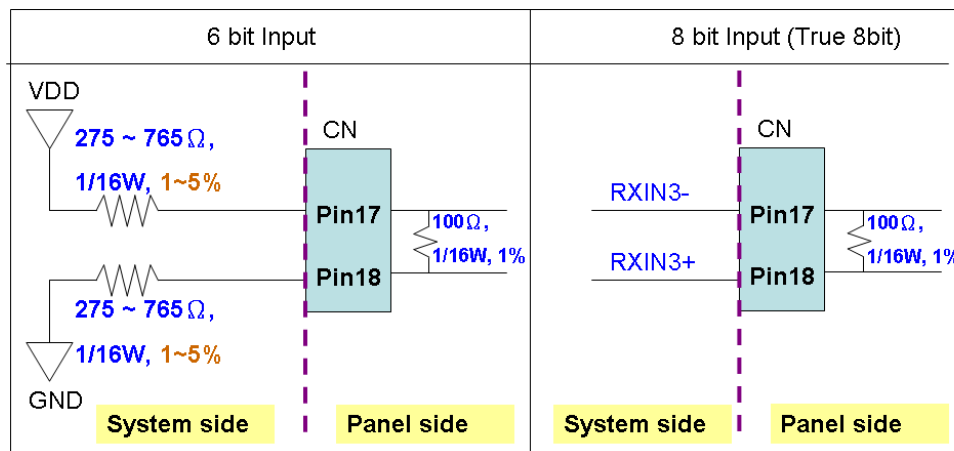 6 bit Input
VDD
275 ~ 765Ω,
1/16W, 1~5%
CN
Pin17
Pin18
100Ω,
1/16W, 1%
275 ~ 765Ω,
1/16W, 1~5%
GND
System side
Panel side
8 bit Input (True 8bit)
CN
RXIN3-
RXIN3+
Pin17
Pin18
100Ω,
1/16W, 1%
System side
Panel side